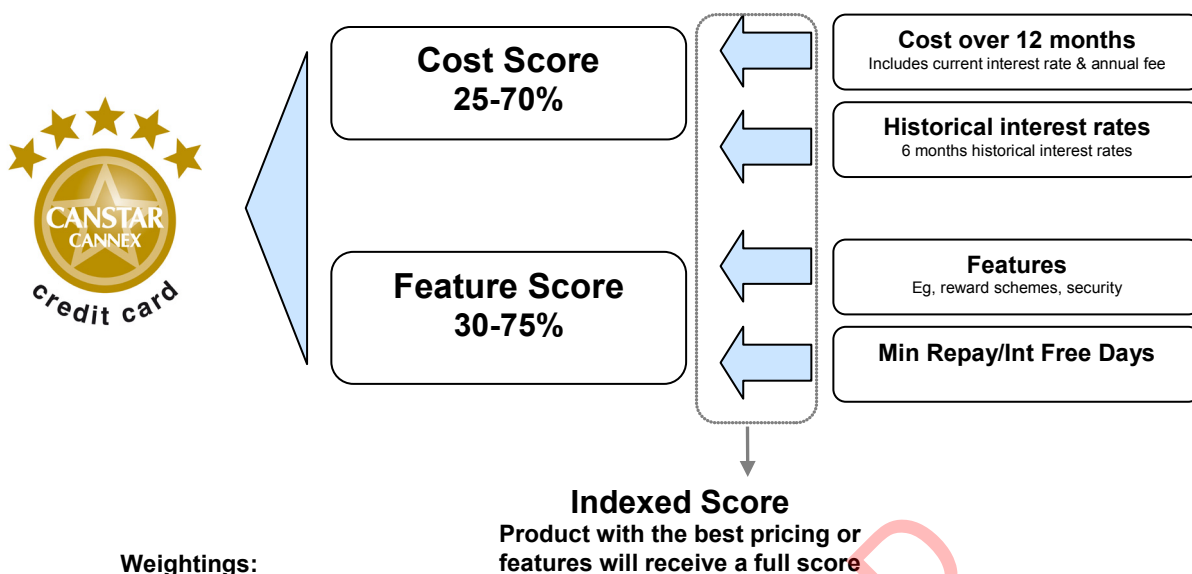 CANSTAR
CANNEX
credit card
Cost Score
25-70%
Feature Score
30-75%
Cost over 12 months
Includes current interest rate & annual fee
Historical interest rates
6 months historical interest rates
Features
Eg, reward schemes, security
Min Repay/Int Free Days
Indexed Score
Product with the best pricing or
features will receive a full score
Weightings: